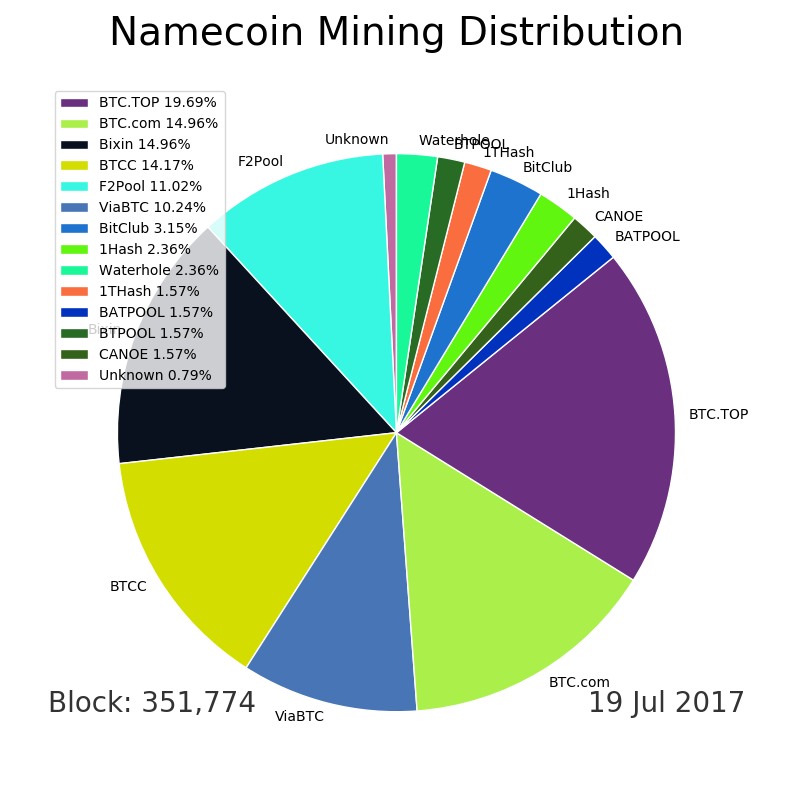 Namecoin Mining Distribution
BTC.TOP 19.69%
BTC.com 14.96%
Bixin 14.96%
BTCC 14.17%
F2Pool 11.02%
ViaBTC 10.24%
BitClub 3.15%
1Hash 2.36%
Waterhole 2.36%
1THash 1.57%
BATPOOL 1.57%
BTPOOL 1.57%
CANOE 1.57%
Unknown 0.79%
Unknown
Waterhole
BTPOOL
1THash
BitClub
1Hash
CANOE
BATPOOL
F2Pool
Bixin
BTC.TOP
BTCC
BTC.com
ViaBTC
Block: 351,774
19 Jul 2017